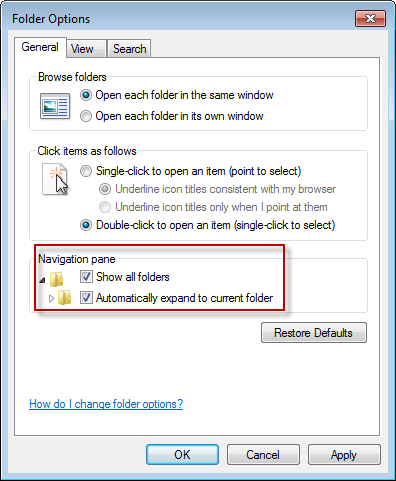 Folder Options
General View Search
Browse folders
Open each folder in the same window
Open each folder in its own window
Click items as follows
Single-click to open an item (point to select)
Underline icon titles consistent with my browser
Underline icon titles only when I point at them
Double-click to open an item (single-click to select)
Navigation pane
Show all folders
Automatically expand to current folder
Restore Defaults
How do I change folder options?
OK Cancel Apply